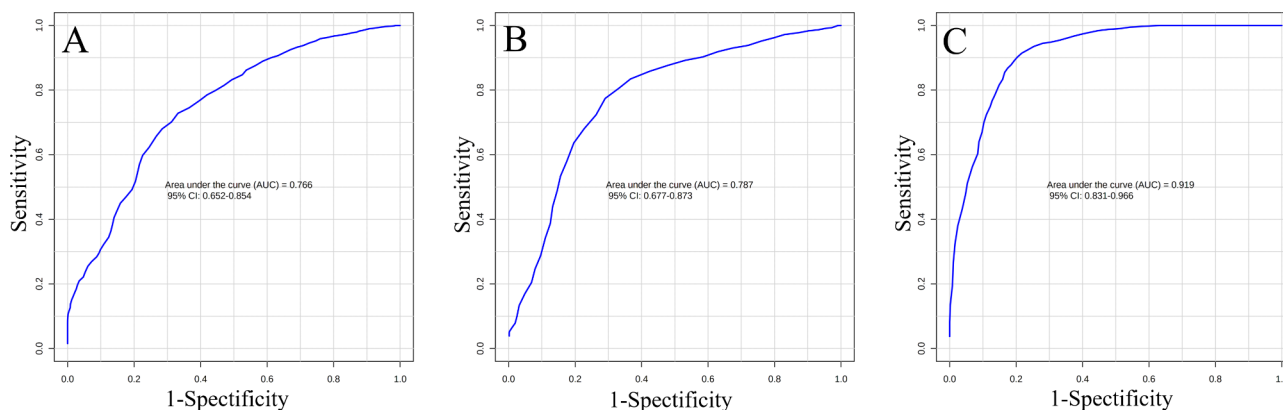 A
Sensitivity
1.0
0.8
0.6
0.4
0.2
0.0
Area under the curve (AUC) = 0.766
95% CI: 0.652-0.854
0.0 0.2 0.4 0.6 0.8 1.0
1-Spectificity
B
Sensitivity
1.0
0.8
0.6
0.4
0.2
0.0
Area under the curve (AUC) = 0.787
95% CI: 0.677-0.873
0.0 0.2 0.4 0.6 0.8 1.0
1-Spectificity
C
Sensitivity
1.0
0.8
0.6
0.4
0.2
0.0
Area under the curve (AUC) = 0.919
95% CI: 0.831-0.966
0.0 0.2 0.4 0.6 0.8
1-Spectificity